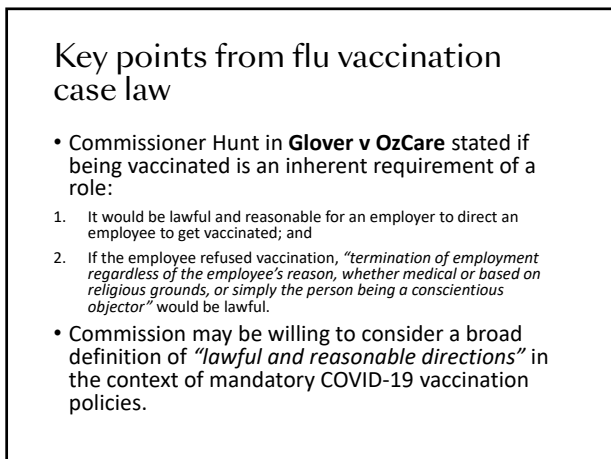 Key points from flu vaccination
case law
• Commissioner Hunt in Glover v OzCare stated if
being vaccinated is an inherent requirement of a
role:
1. It would be lawful and reasonable for an employer to direct an
employee to get vaccinated; and
2. If the employee refused vaccination, “termination of employment
regardless of the employee’s reason, whether medical or based on
religious grounds, or simply the person being a conscientious
objector” would be lawful.
• Commission may be willing to consider a broad
definition of “lawful and reasonable directions” in
the context of mandatory COVID-19 vaccination
policies.